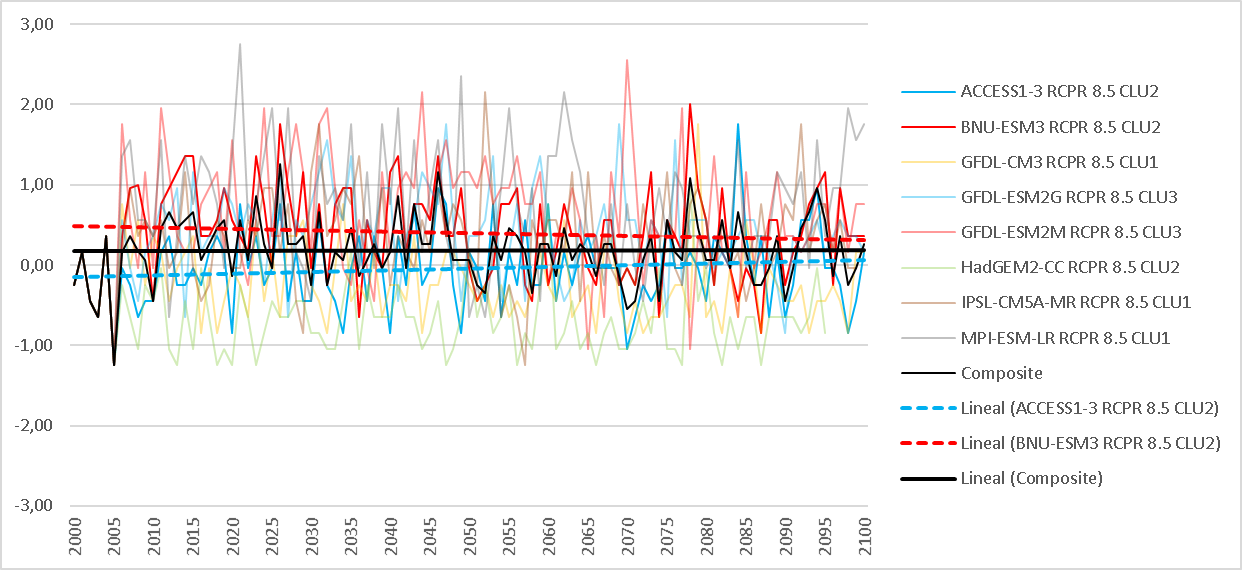 3,00
2,00
1,00
0,00
-1,00
-2,00
-3,00
2000
2005
2010
2015
2020
2025
2030
2035
2040
2045
2050
2055
2060
2065
2070
2075
2080
2085
2090
2095
2100
ACCESS1-3 RCPR 8.5 CLU2
BNU-ESM3 RCPR 8.5 CLU2
GFDL-CM3 RCPR 8.5 CLU1
GFDL-ESM2G RCPR 8.5 CLU3
GFDL-ESM2M RCPR 8.5 CLU3
HadGEM2-CC RCPR 8.5 CLU2
IPSL-CM5A-MR RCPR 8.5 CLU1
MPI-ESM-LR RCPR 8.5 CLU1
Composite
Lineal (ACCESS1-3 RCPR 8.5 CLU2)
Lineal (BNU-ESM3 RCPR 8.5 CLU2)
Lineal (Composite)